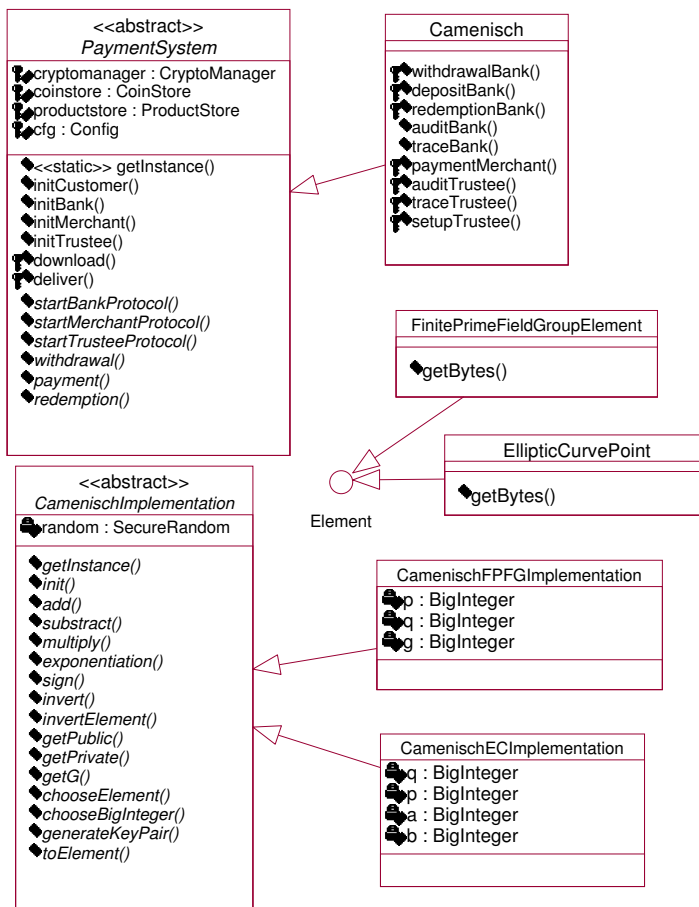 <<abstract>>
PaymentSystem
cryptomanager : CryptoManager
coinstore : CoinStore
productstore : ProductStore
cfg : Config
<<static>> getInstance()
initCustomer()
initBank()
initMerchant()
initTrustee()
download()
deliver()
startBankProtocol()
startMerchantProtocol()
startTrusteeProtocol()
withdrawal()
payment()
redemption()
Camenisch
withdrawalBank()
depositBank()
redemptionBank()
auditBank()
traceBank()
paymentMerchant()
auditTrustee()
traceTrustee()
setupTrustee()
FinitePrimeFieldGroupElement
getBytes()
EllipticCurvePoint
getBytes()
Element
<<abstract>>
CamenischImplementation
random : SecureRandom
getInstance()
init()
add()
substract()
multiply()
exponentiation()
sign()
invert()
invertElement()
getPublic()
getPrivate()
getG()
chooseElement()
chooseBigInteger()
generateKeyPair()
toElement()
CamenischFPFGImplementation
p : BigInteger
q : BigInteger
g : BigInteger
CamenischECImplementation
q : BigInteger
p : BigInteger
a : BigInteger
b : BigInteger